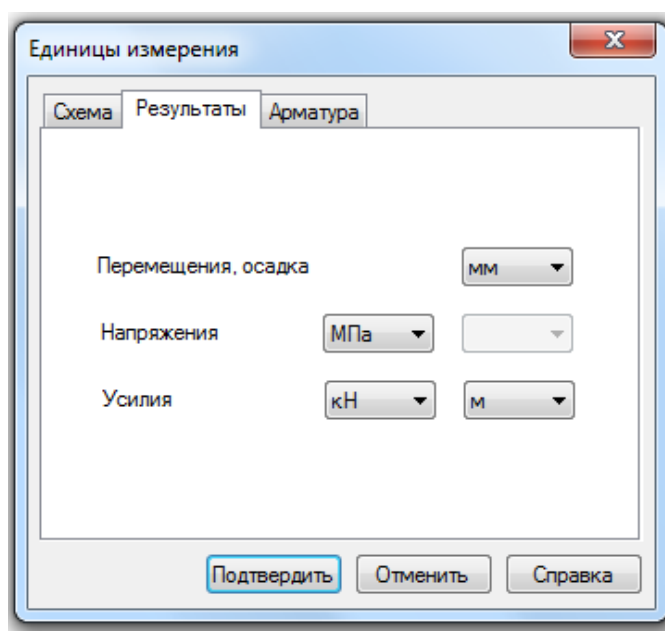 Единицы измерения
Схема Результаты Арматура
Перемещения, осадка мм
Напряжения МПа
Усилия кН м
Подтвердить Отменить Справка